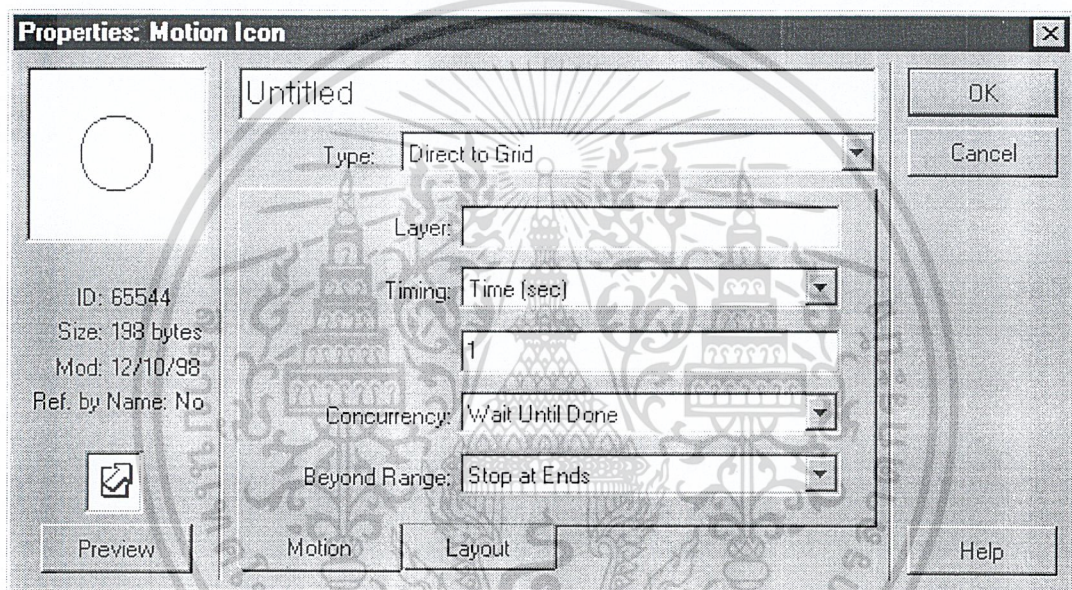 Properties: Motion Icon
Untitled
OK
Type: Direct to Grid
Cancel
Layer:
ID: 65544
Timing: Time (sec)
Size: 198 bytes
1
Mod: 12/10/98
Ref. by Name: No
Concurrency: Wait Until Done
Beyond Range: Stop at Ends
Preview
Motion
Layout
Help